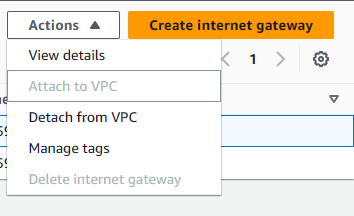 Actions
Create internet gateway
View details
1
Attach to VPC
Detach from VPC
Manage tags
Delete internet gateway